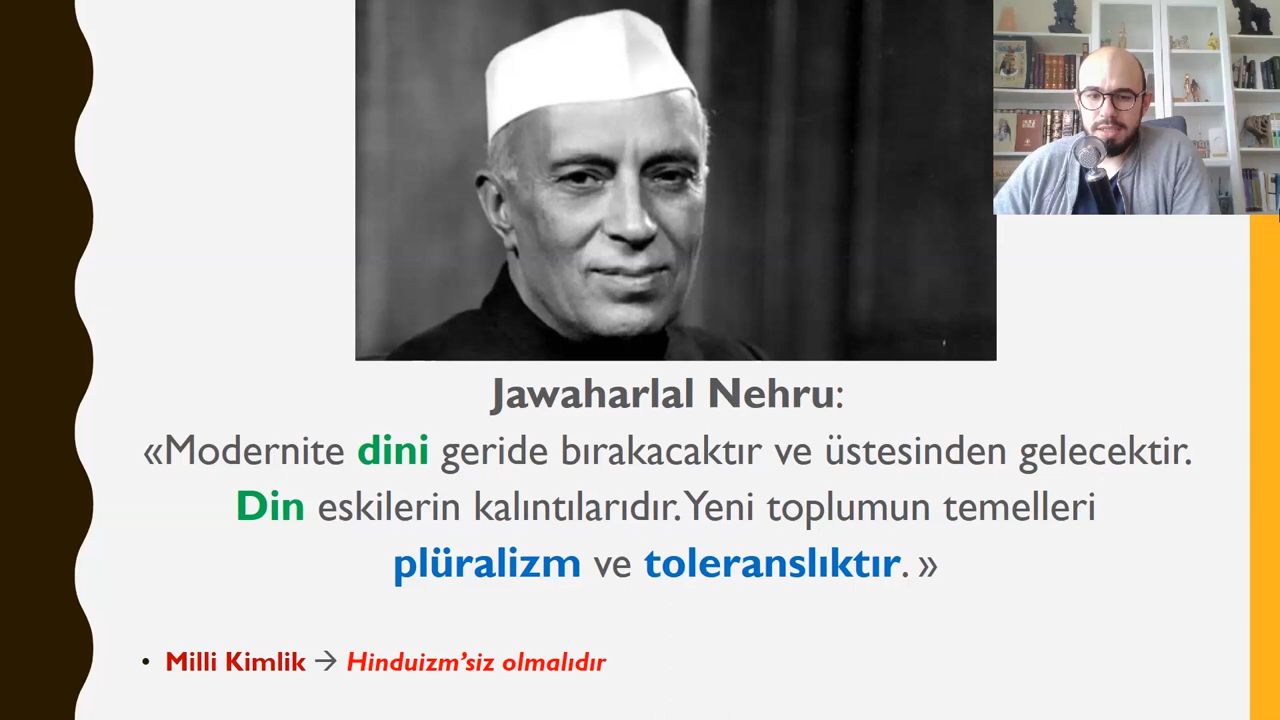 Jawaharlal Nehru:
«Modernite dini geride bırakacaktır ve üstesinden gelecektir.
Din eskilerin kalıntılarıdır. Yeni toplumun temelleri
plüralizm ve toleranslıktır. »
• Milli Kimlik → Hinduizm’siz olmalıdır